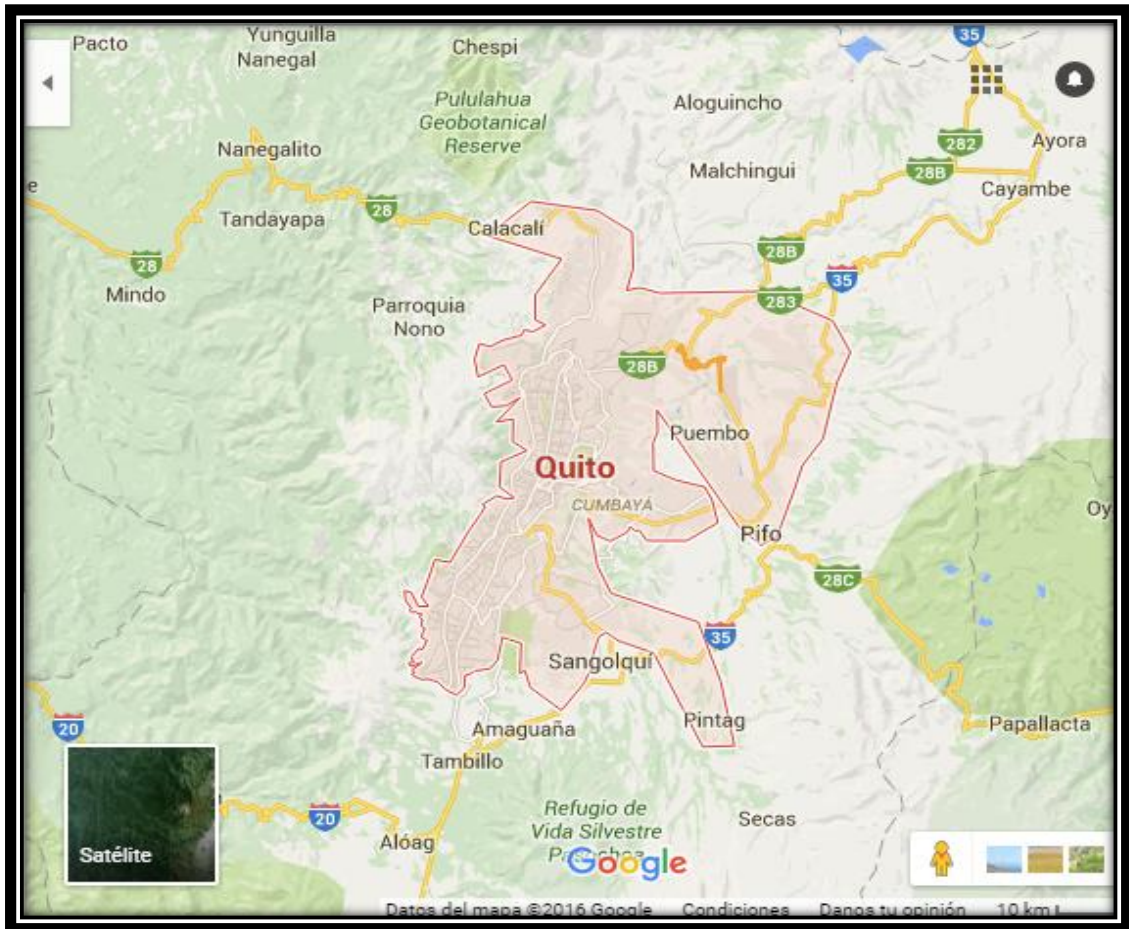 Pacto
Yunguilla
Nanegal
Chespi
35
Pululahua
Geobotanical
Reserve
Aloguincho
282
Ayora
Nanegalito
Malchingui
28B
Cayambe
e
Tandayapa
28
Calacalí
28B
28
35
Mindo
Parroquia
Nono
283
28B
Puembo
Quito
CUMBAYÁ
Oy
Pifo
28C
35
Sangolquí
20
Amaguaña
Pintag
Papallacta
Tambillo
20
Refugio de
Vida Silvestre
Secas
Alóag
Satélite
Google
Datos del mapa ©2016 Google Condiciones Danos tu opinión 10 km